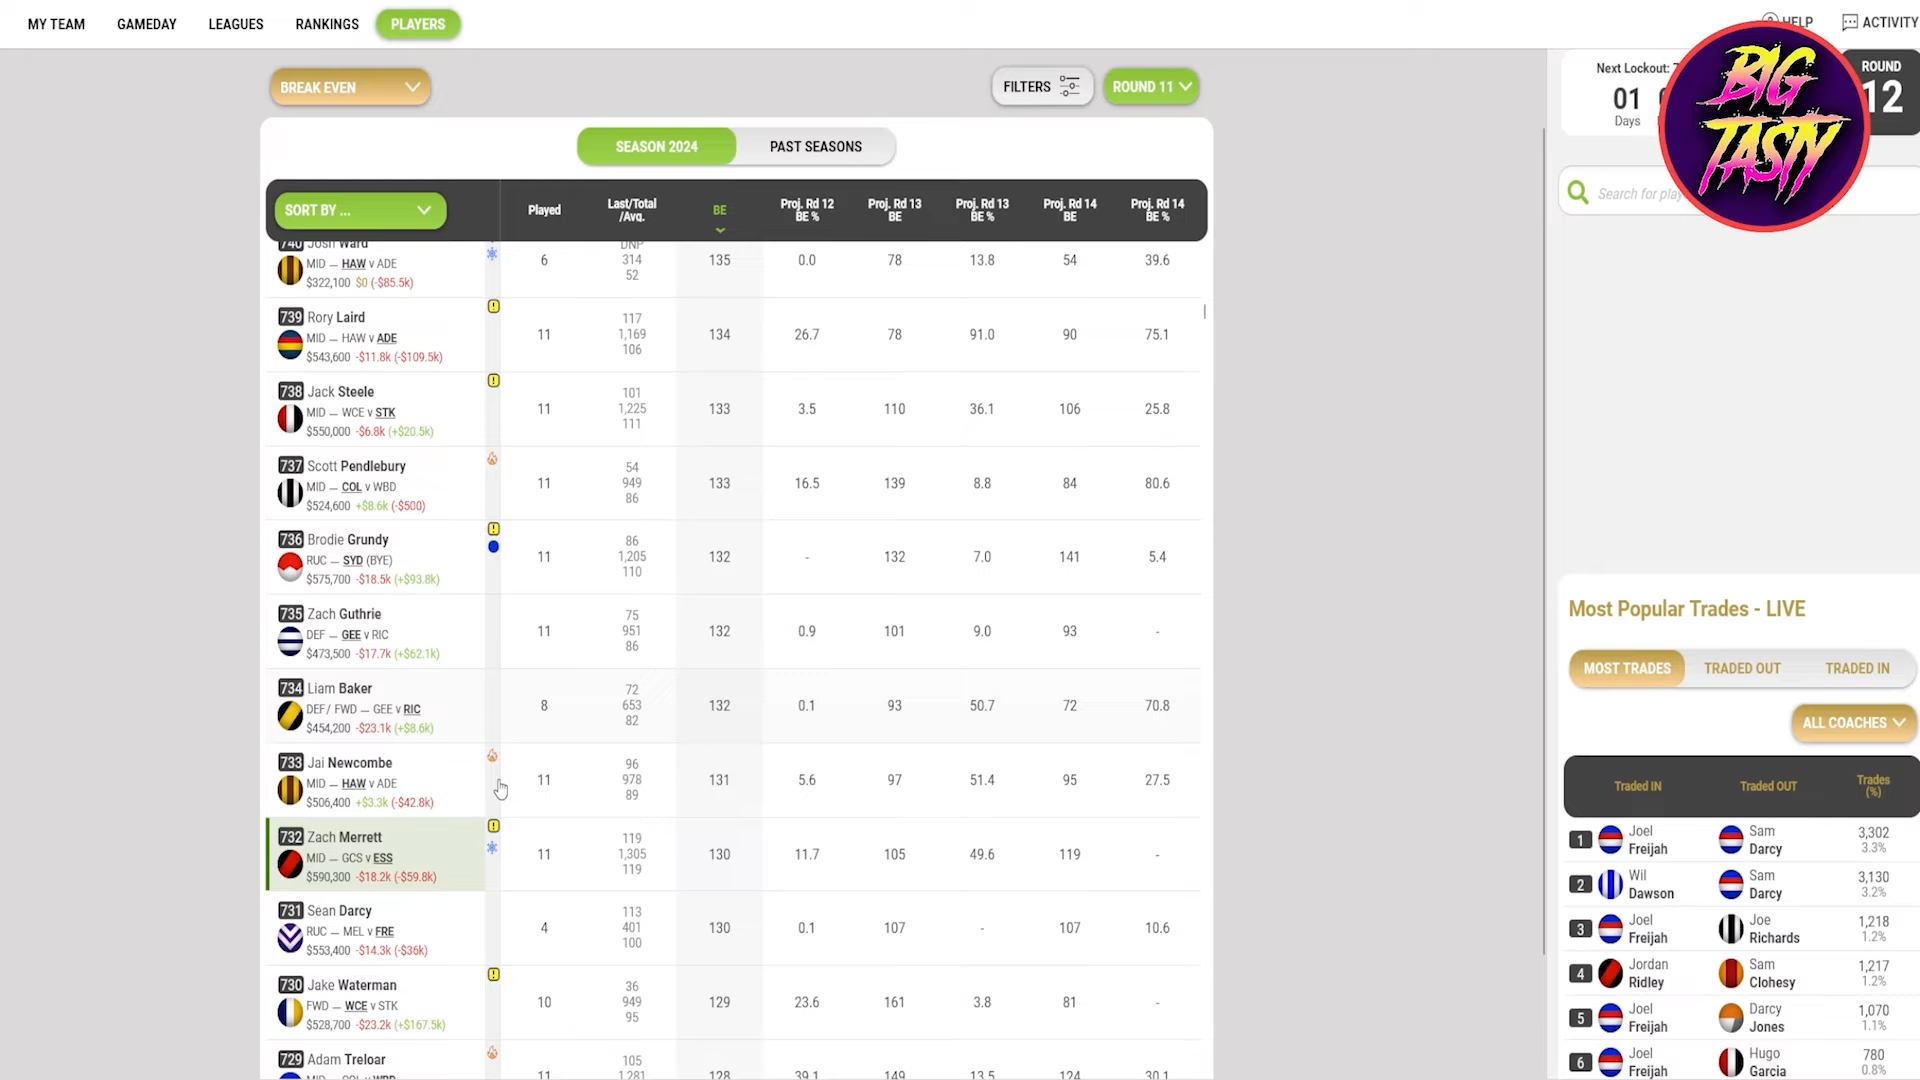 MY TEAM GAMEDAY LEAGUES RANKINGS PLAYERS
HELP ACTIVITY
BREAK EVEN FILTERS ROUND 11
SEASON 2024 PAST SEASONS
SORT BY ... Played Last/Total /Avg. BE Proj. Rd 12 BE % Proj. Rd 13 BE Proj. Rd 13 BE % Proj. Rd 14 BE Proj. Rd 14 BE %
740 Josh Ward
MID — HAW v ADE
$322,100 $0 (-$85.5k)
6 DNP 314 52 135 0.0 78 13.8 54 39.6
739 Rory Laird
MID — HAW v ADE
$543,600 -$11.8k (-$109.5k)
11 117 1,169 106 134 26.7 78 91.0 90 75.1
738 Jack Steele
MID — WCE v STK
$550,000 -$6.8k (+$20.5k)
11 101 1,225 111 133 3.5 110 36.1 106 25.8
737 Scott Pendlebury
MID — COL v WBD
$524,600 +$8.6k (-$500)
11 54 949 86 133 16.5 139 8.8 84 80.6
736 Brodie Grundy
RUC — SYD (BYE)
$575,700 -$18.5k (+$93.8k)
11 86 1,205 110 132 - 132 7.0 141 5.4
735 Zach Guthrie
DEF — GEE v RIC
$473,500 -$17.7k (+$62.1k)
11 75 951 86 132 0.9 101 9.0 93 -
734 Liam Baker
DEF/ FWD — GEE v RIC
$454,200 -$23.1k (+$8.6k)
8 72 653 82 132 0.1 93 50.7 72 70.8
733 Jai Newcombe
MID — HAW v ADE
$506,400 +$3.3k (-$42.8k)
11 96 978 89 131 5.6 97 51.4 95 27.5
732 Zach Merrett
MID — GCS v ESS
$590,300 -$18.2k (-$59.8k)
11 119 1,305 119 130 11.7 105 49.6 119 -
731 Sean Darcy
RUC — MEL v FRE
$553,400 -$14.3k (-$36k)
4 113 401 100 130 0.1 107 - 107 10.6
730 Jake Waterman
FWD — WCE v STK
$528,700 -$23.2k (+$167.5k)
10 36 949 95 129 23.6 161 3.8 81 -
729 Adam Treloar
MID — COL v WBD
11 105 1,281 128 39.1 149 13.5 124 30.1
Next Lockout:
01
Days
ROUND
12
BIG
TASTY
Search for play
Most Popular Trades - LIVE
MOST TRADES TRADED OUT TRADED IN
ALL COACHES
Traded IN Traded OUT Trades (%)
1 Joel Freijah Sam Darcy 3,302 3.3%
2 Wil Dawson Sam Darcy 3,130 3.2%
3 Joel Freijah Joe Richards 1,218 1.2%
4 Jordan Ridley Sam Clohesy 1,217 1.2%
5 Joel Freijah Darcy Jones 1,070 1.1%
6 Joel Freijah Hugo Garcia 780 0.8%